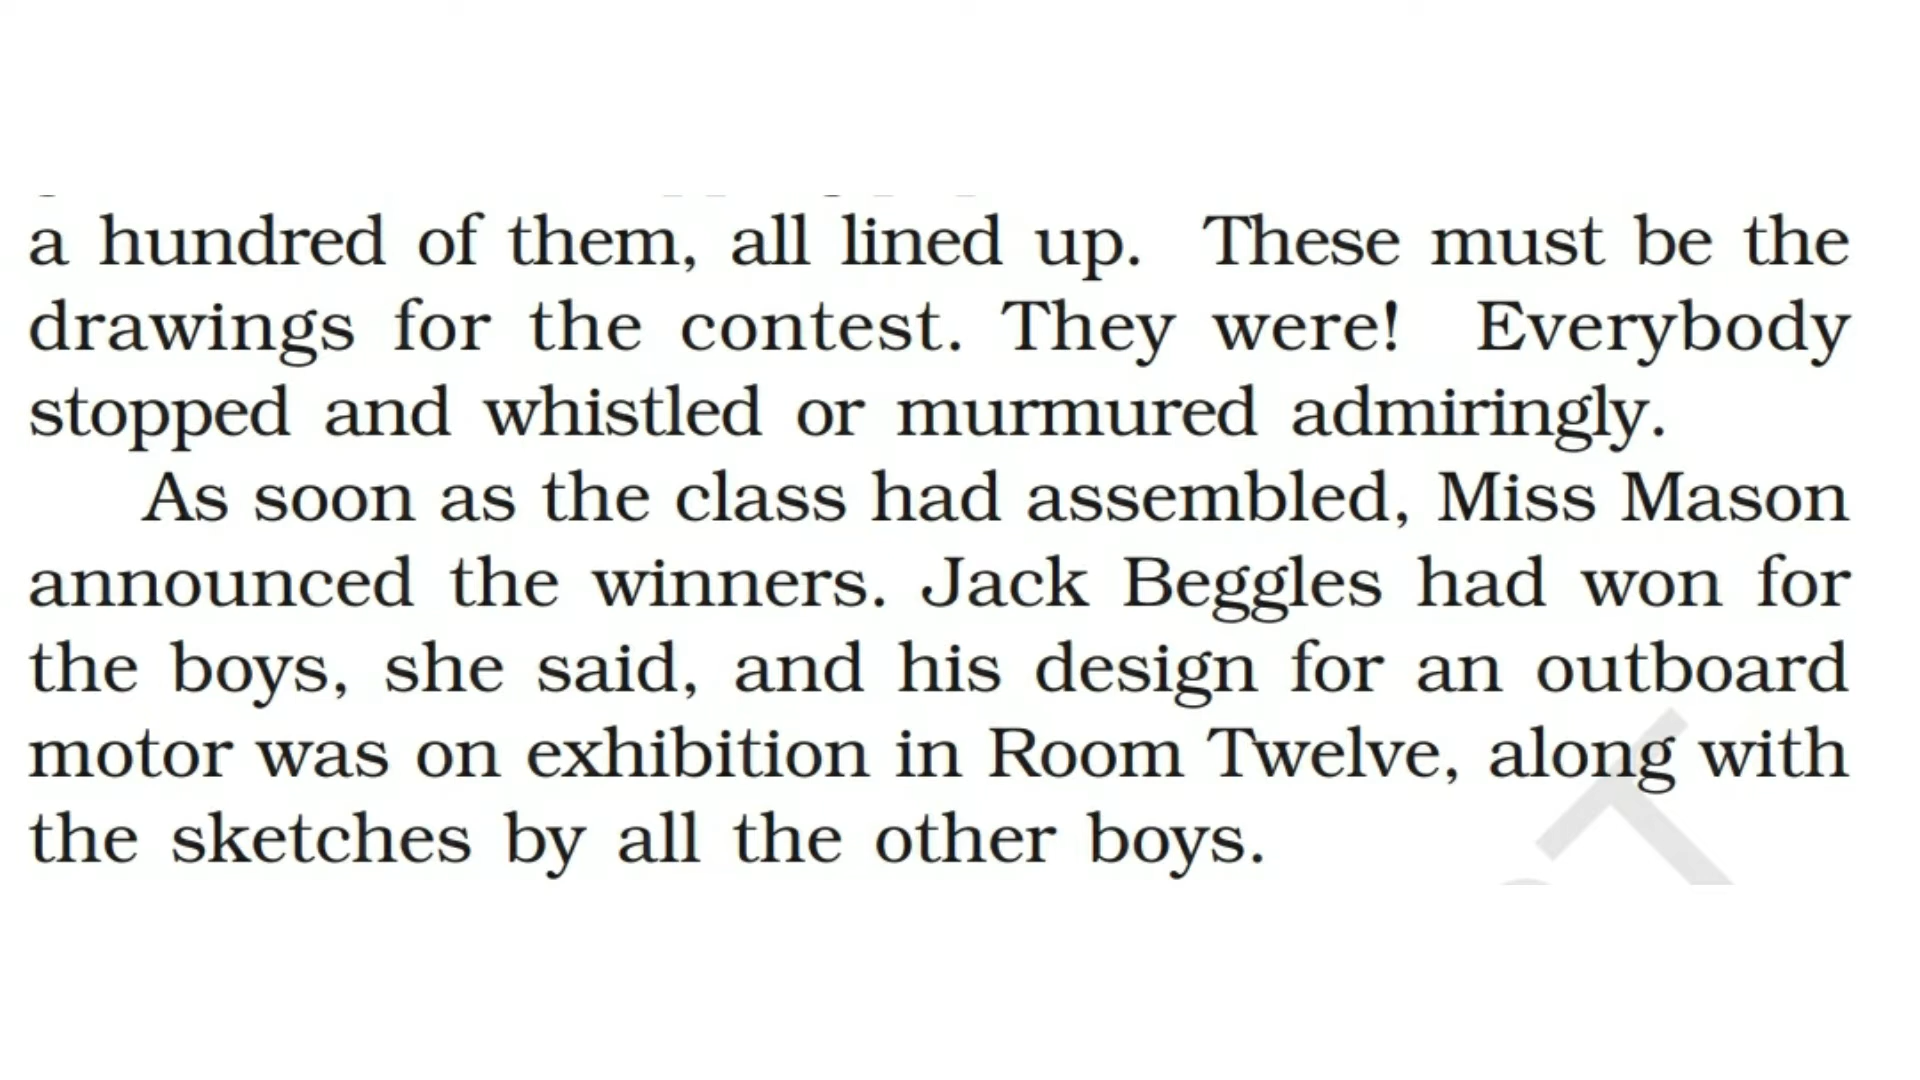 a hundred of them, all lined up. These must be the
drawings for the contest. They were! Everybody
stopped and whistled or murmured admiringly.
As soon as the class had assembled, Miss Mason
announced the winners. Jack Beggles had won for
the boys, she said, and his design for an outboard
motor was on exhibition in Room Twelve, along with
the sketches by all the other boys.